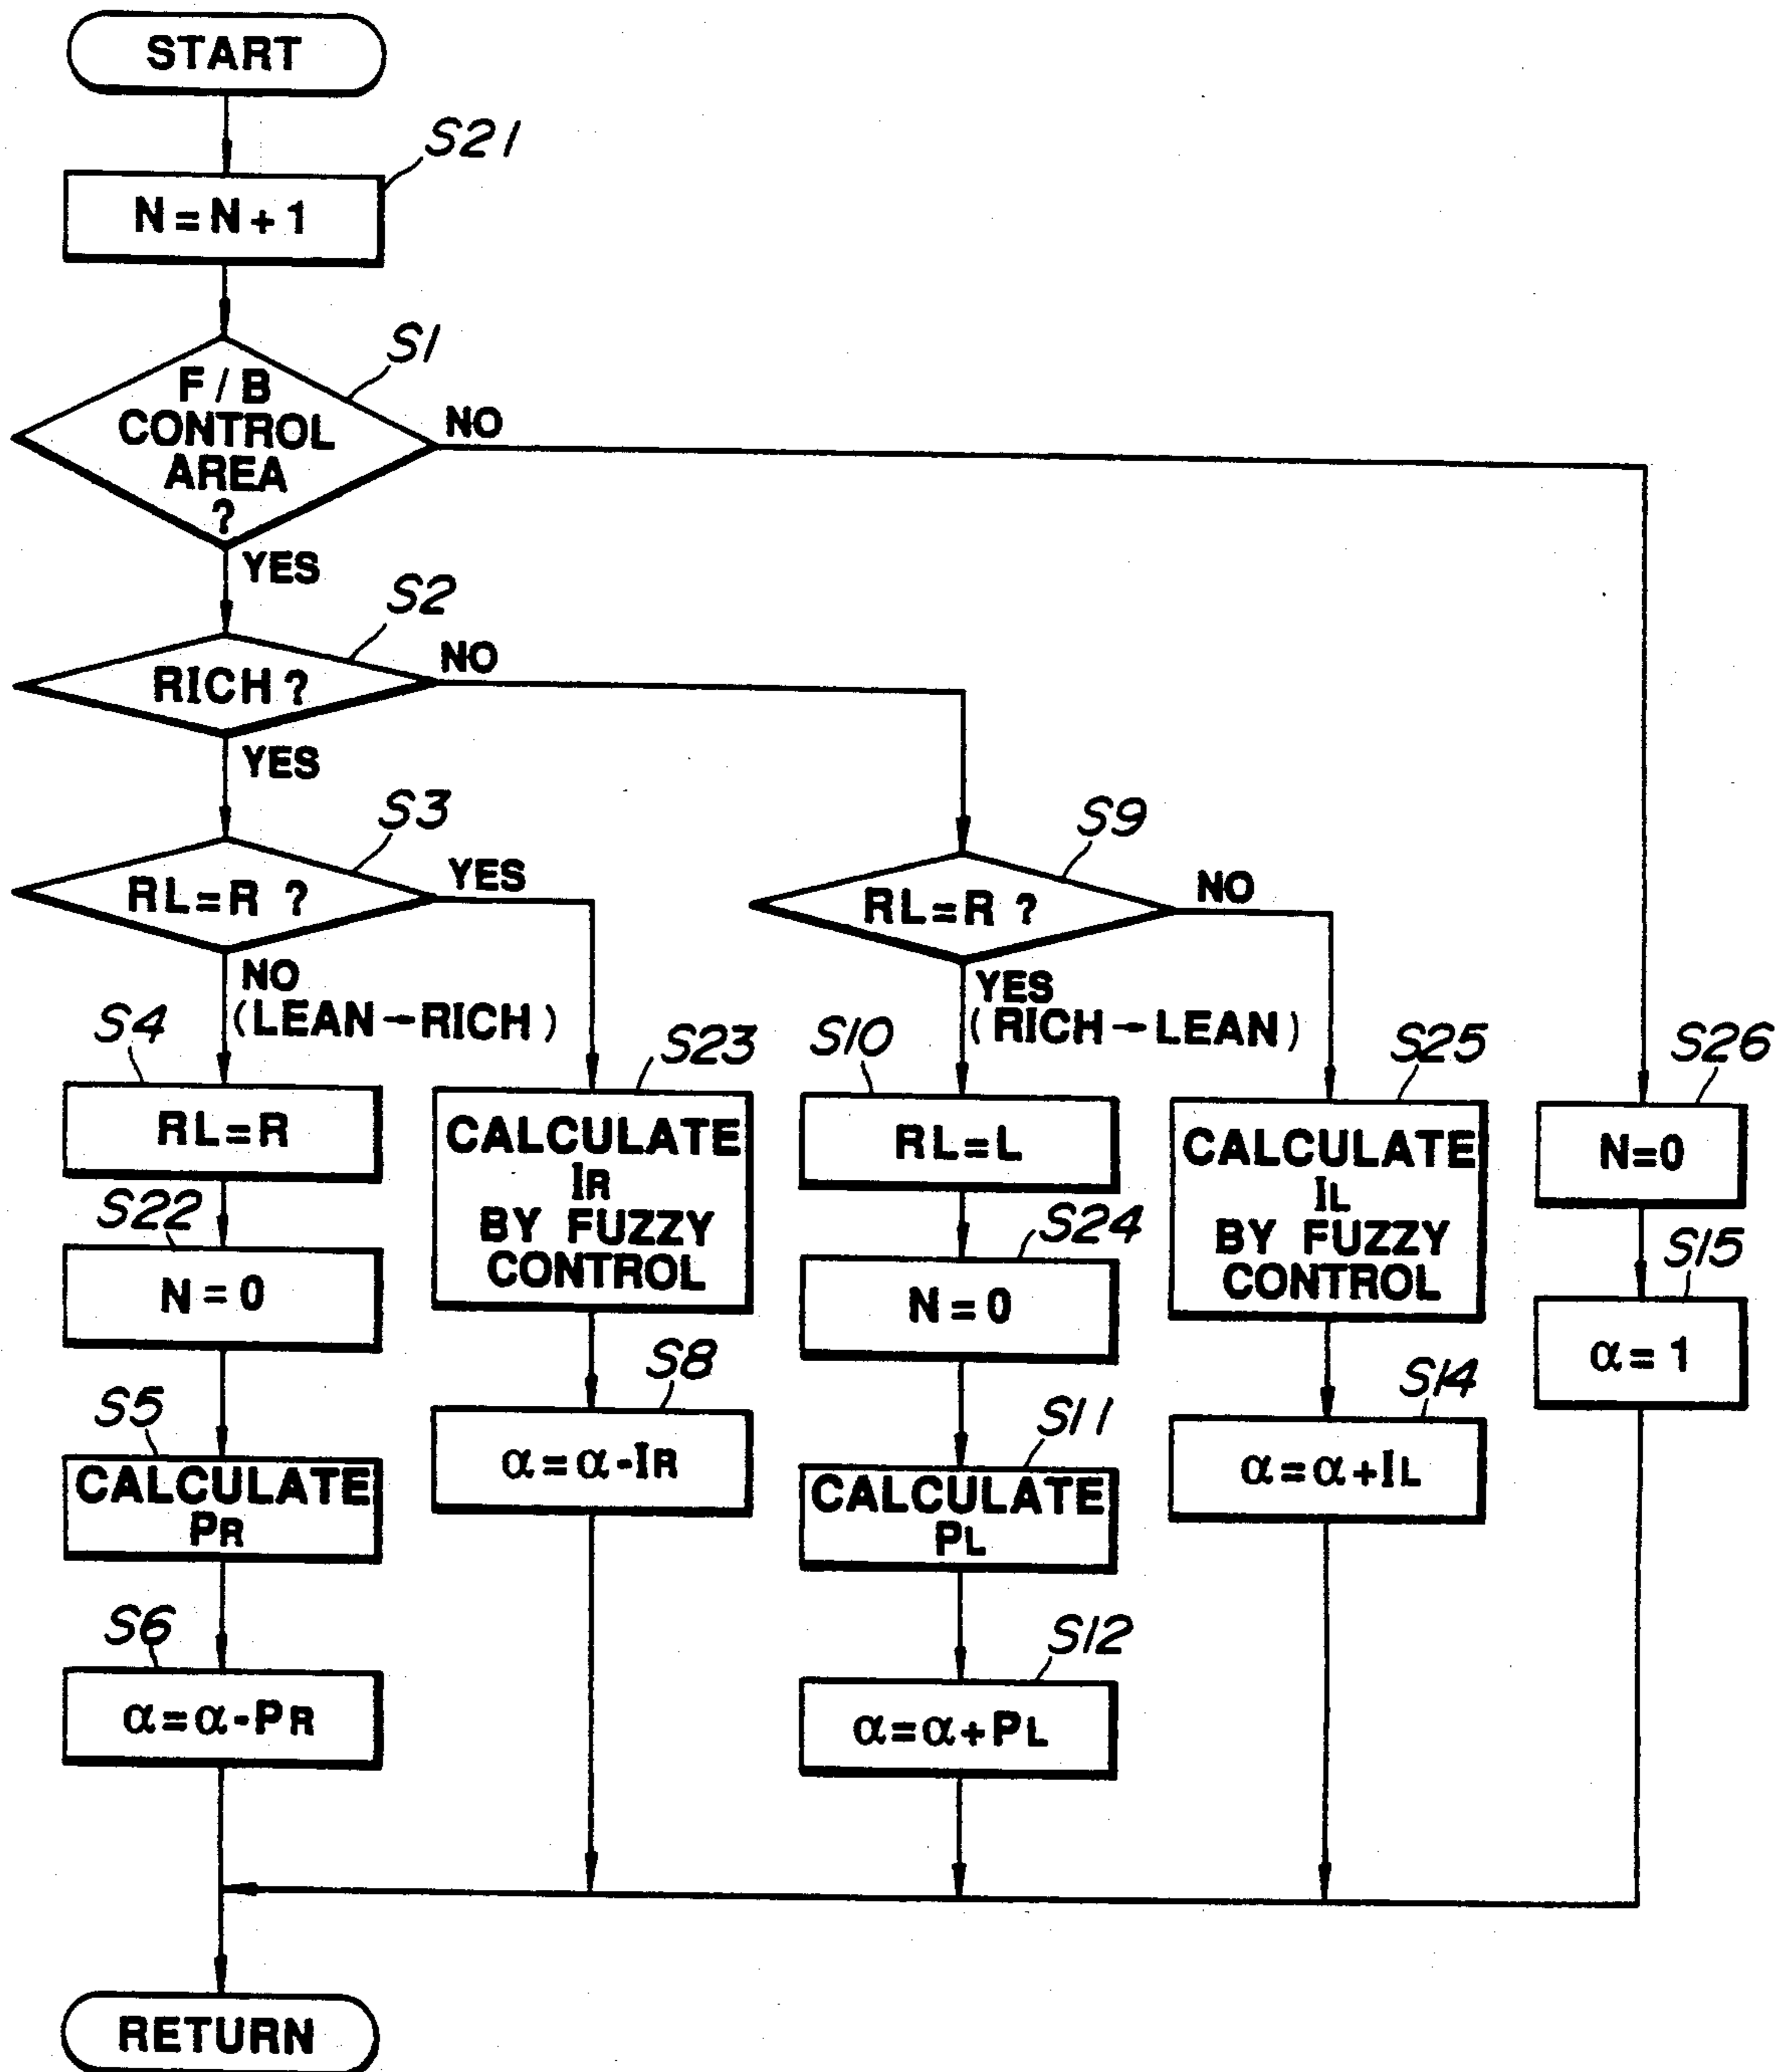 START
S21
N=N+1
S1
F/B
CONTROL
AREA
?
NO
YES
S2
RICH?
NO
YES
S3
RL=R ?
YES
NO
(LEAN→RICH)
S9
RL=R ?
NO
YES
(RICH→LEAN)
S4
RL=R
S22
N=0
S5
CALCULATE
PR
S6
α=α-PR
S23
CALCULATE
IR
BY FUZZY
CONTROL
S8
α=α-IR
S10
RL=L
S24
N=0
S11
CALCULATE
PL
S12
α=α+PL
S25
CALCULATE
IL
BY FUZZY
CONTROL
S14
α=α+IL
S26
N=0
S15
α=1
RETURN